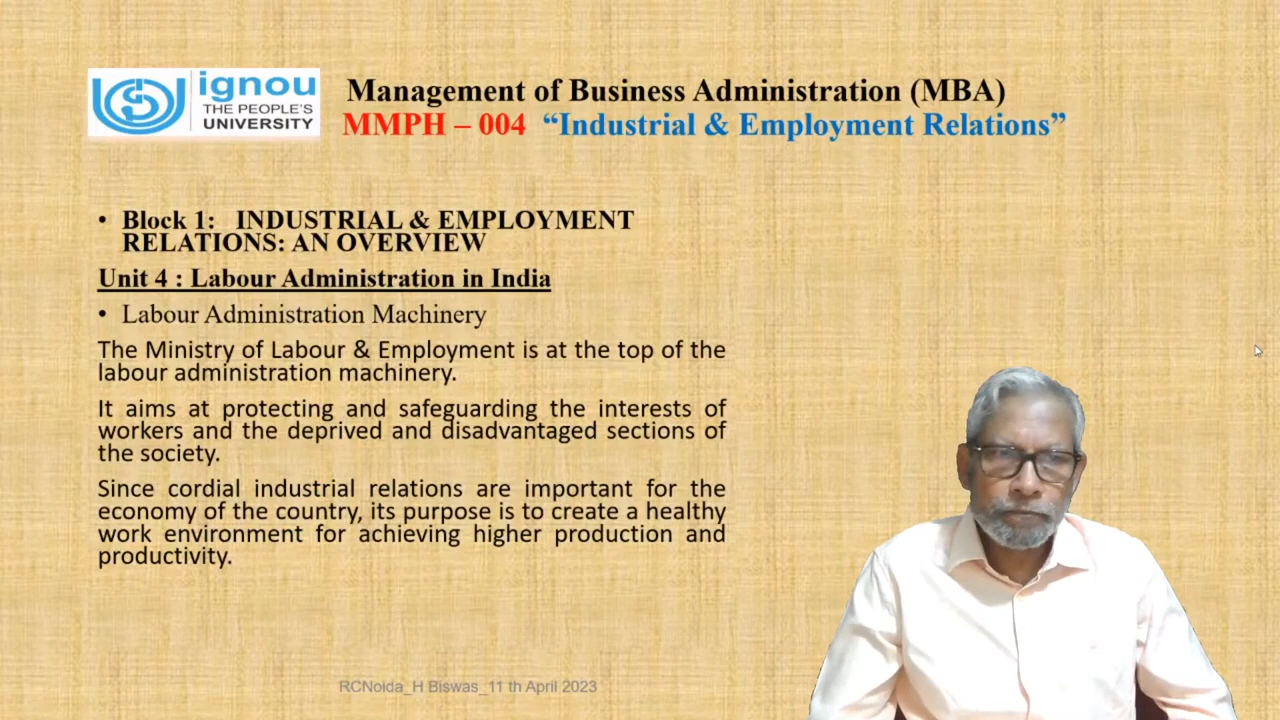 ignou
THE PEOPLE'S
UNIVERSITY
Management of Business Administration (MBA)
MMPH – 004 “Industrial & Employment Relations”
• Block 1: INDUSTRIAL & EMPLOYMENT
RELATIONS: AN OVERVIEW
Unit 4 : Labour Administration in India
• Labour Administration Machinery
The Ministry of Labour & Employment is at the top of the
labour administration machinery.
It aims at protecting and safeguarding the interests of
workers and the deprived and disadvantaged sections of
the society.
Since cordial industrial relations are important for the
economy of the country, its purpose is to create a healthy
work environment for achieving higher production and
productivity.
RCNoida_H Biswas_11 th April 2023